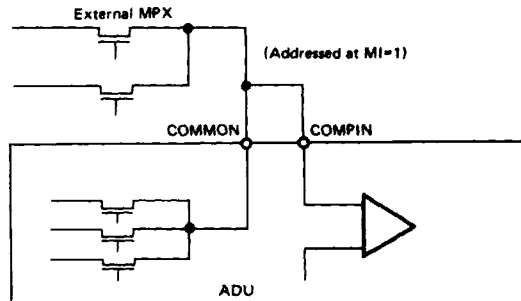 External MPX
(Addressed at MI=1)
COMMON
COMPIN
ADU